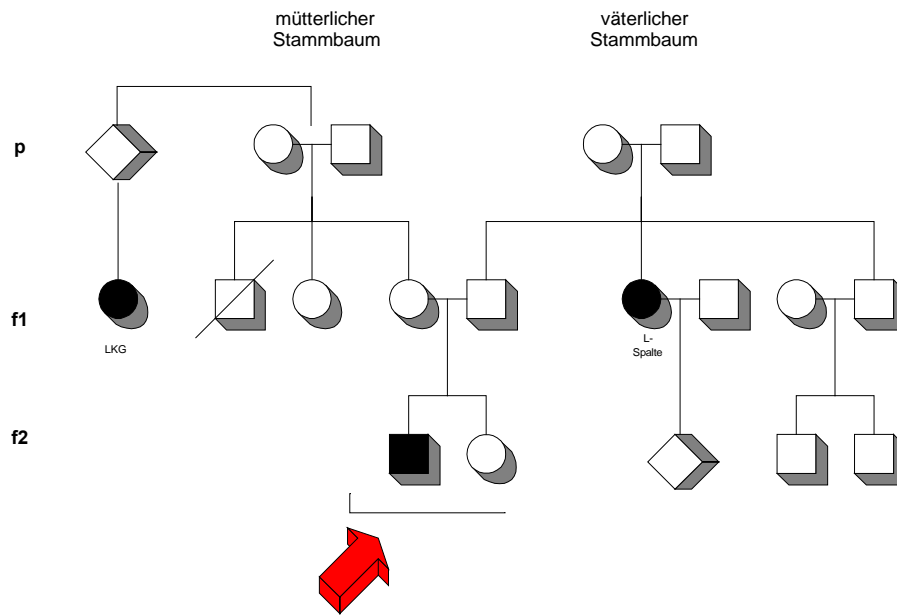 mütterlicher
Stammbaum
väterlicher
Stammbaum
p
f1
LKG
L-
Spalte
f2